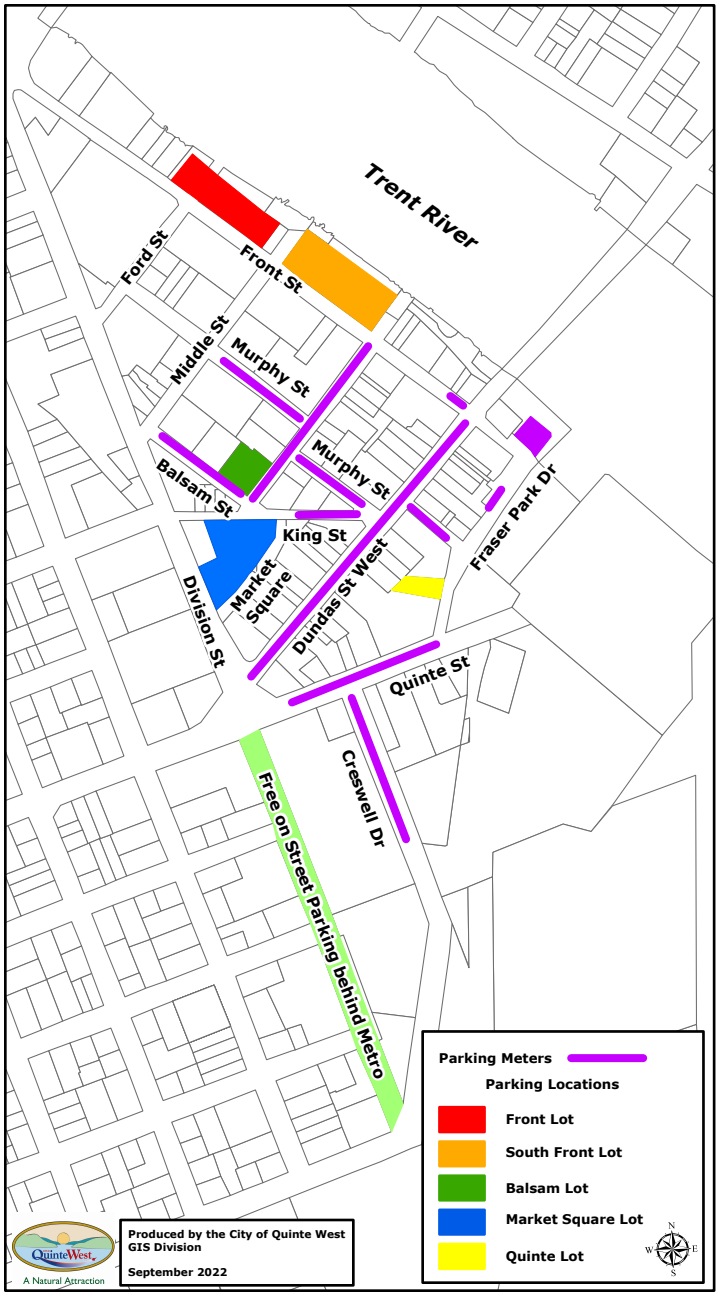 Trent River
Ford St
Front St
Middle St
Murphy St
Murphy St
Balsam St
King St
Fraser Park Dr
Market
Square
Dundas St West
Division St
Quinte St
Creswell Dr
Free on Street Parking behind Metro
Parking Meters
Parking Locations
Front Lot
South Front Lot
Balsam Lot
Market Square Lot
Quinte Lot
N
W E
S
QuinteWest
A Natural Attraction
Produced by the City of Quinte West
GIS Division
September 2022